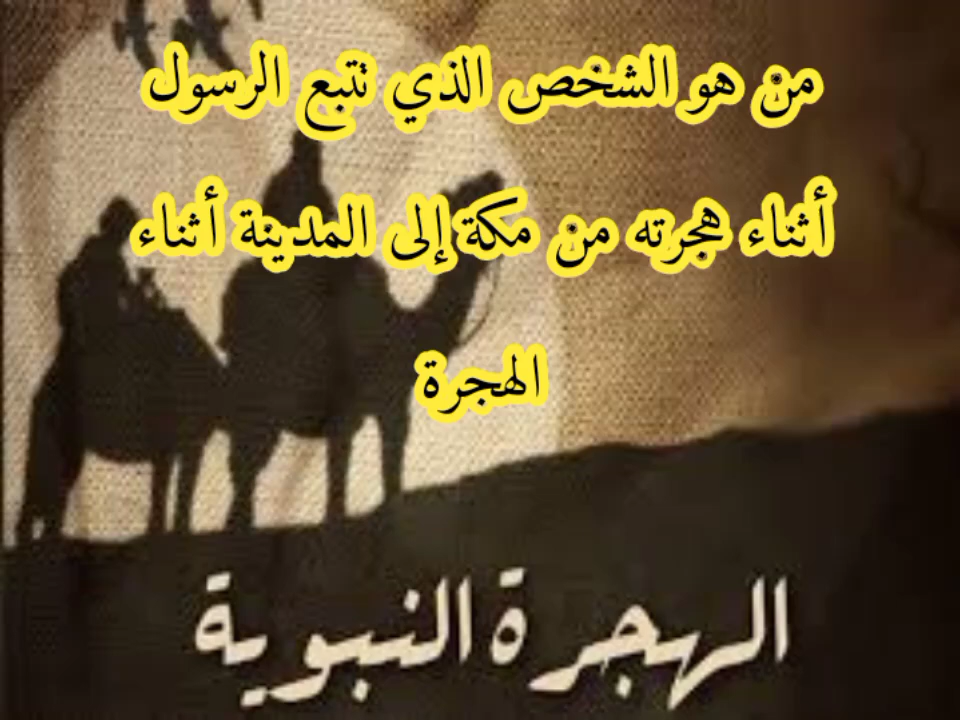 من هو الشخص الذي تتبع الرسول
أثناء هجرته من مكة إلى المدينة أثناء
الهجرة
الهجرة النبوية